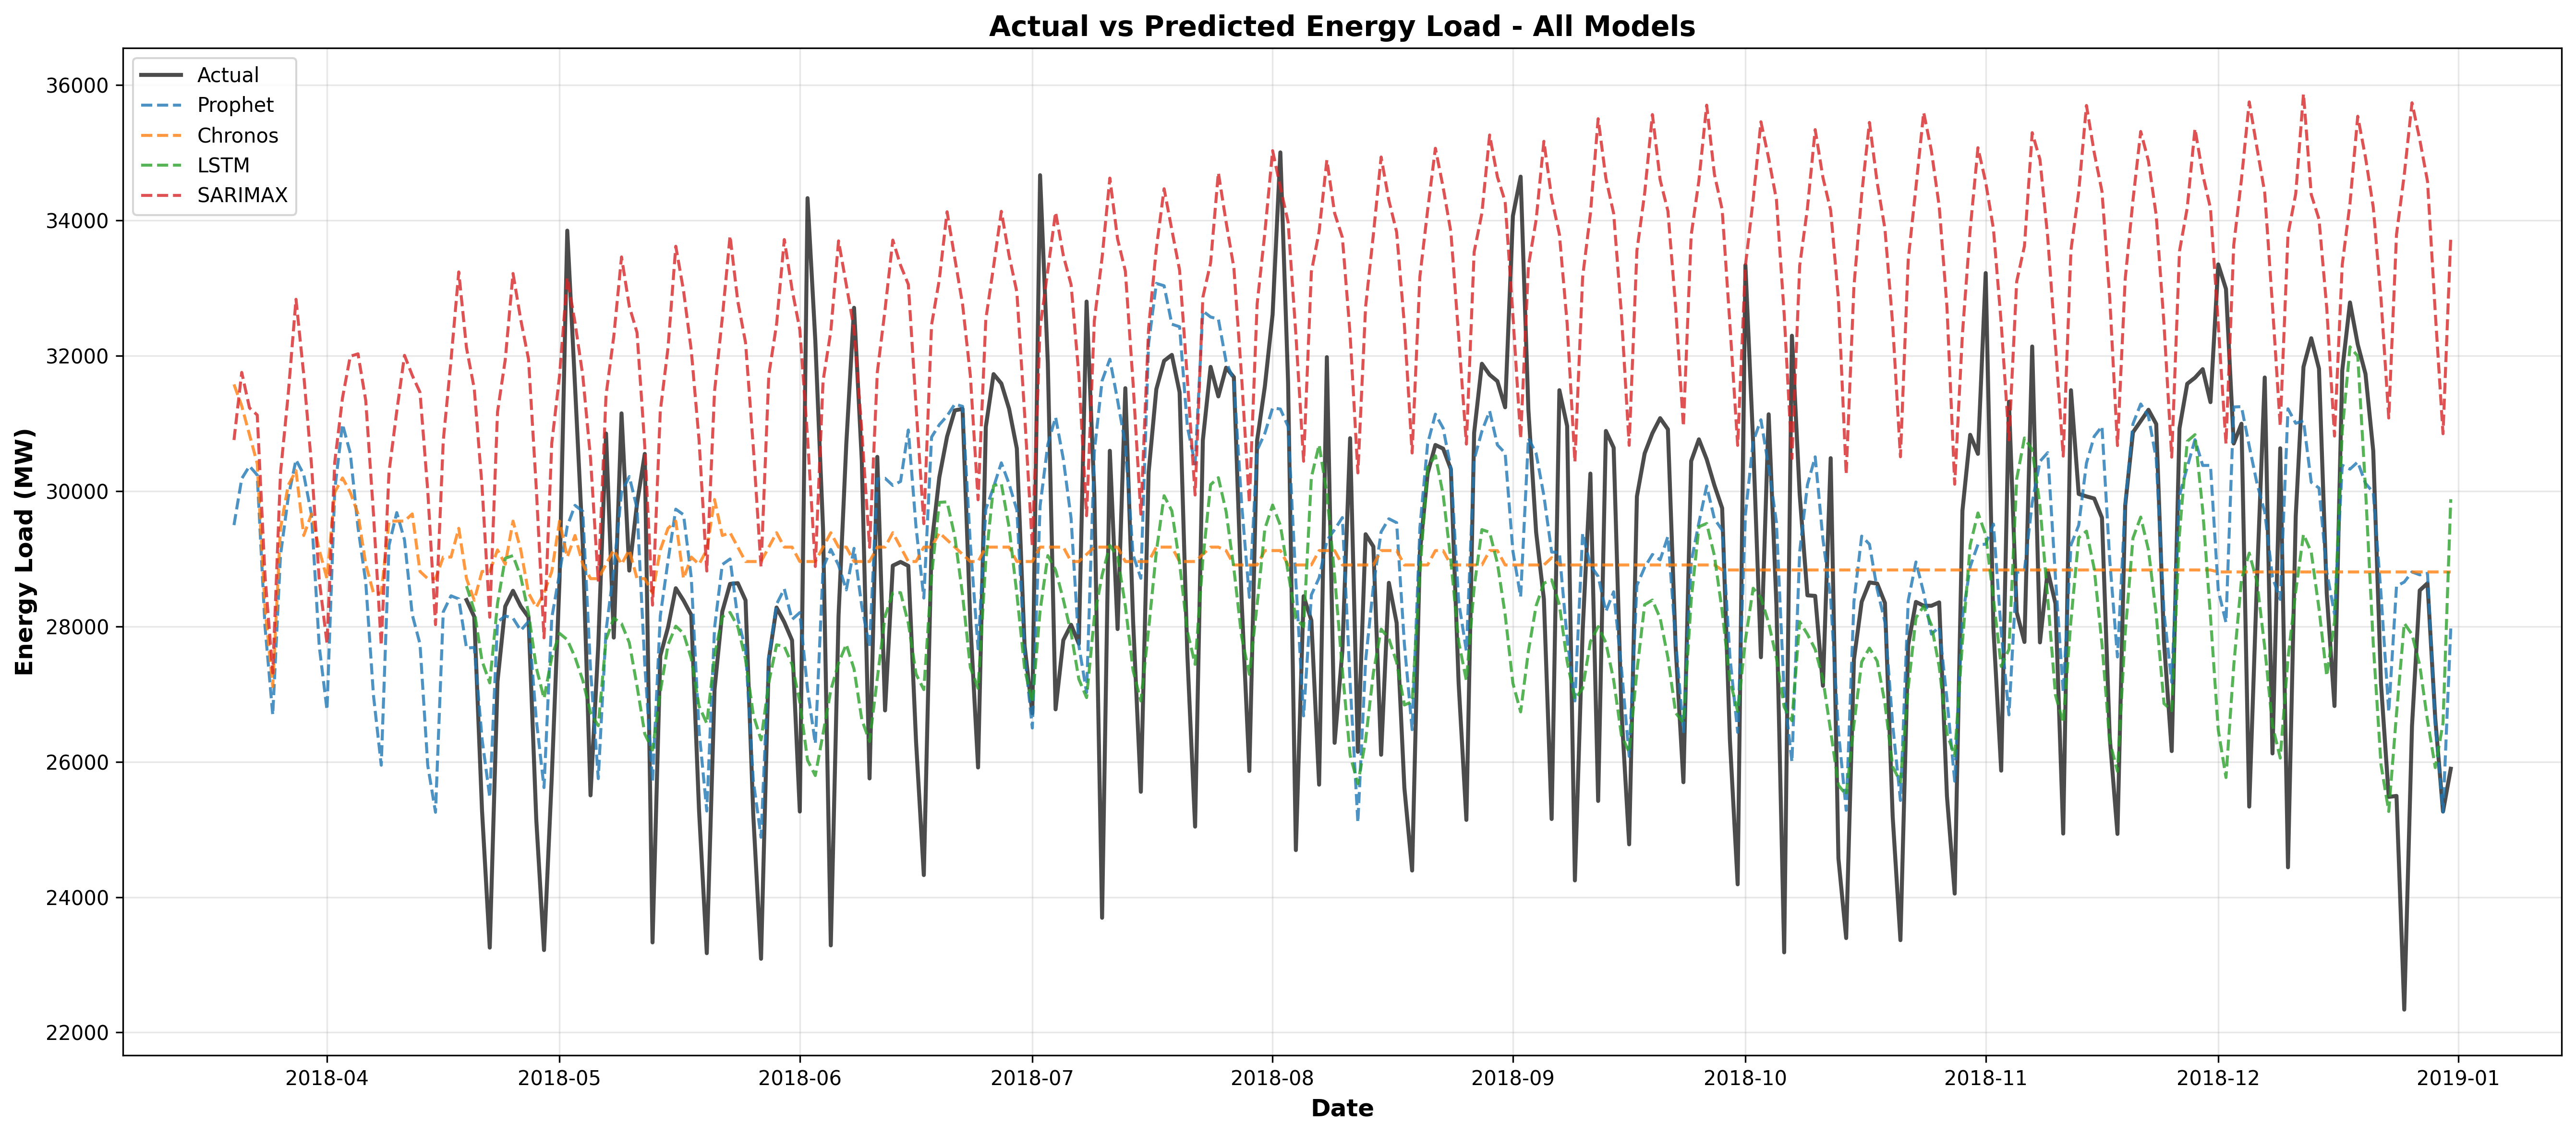 Actual vs Predicted Energy Load - All Models
Actual
Prophet
Chronos
LSTM
SARIMAX
Energy Load (MW)
36000
34000
32000
30000
28000
26000
24000
22000
2018-04
2018-05
2018-06
2018-07
2018-08
2018-09
2018-10
2018-11
2018-12
2019-01
Date